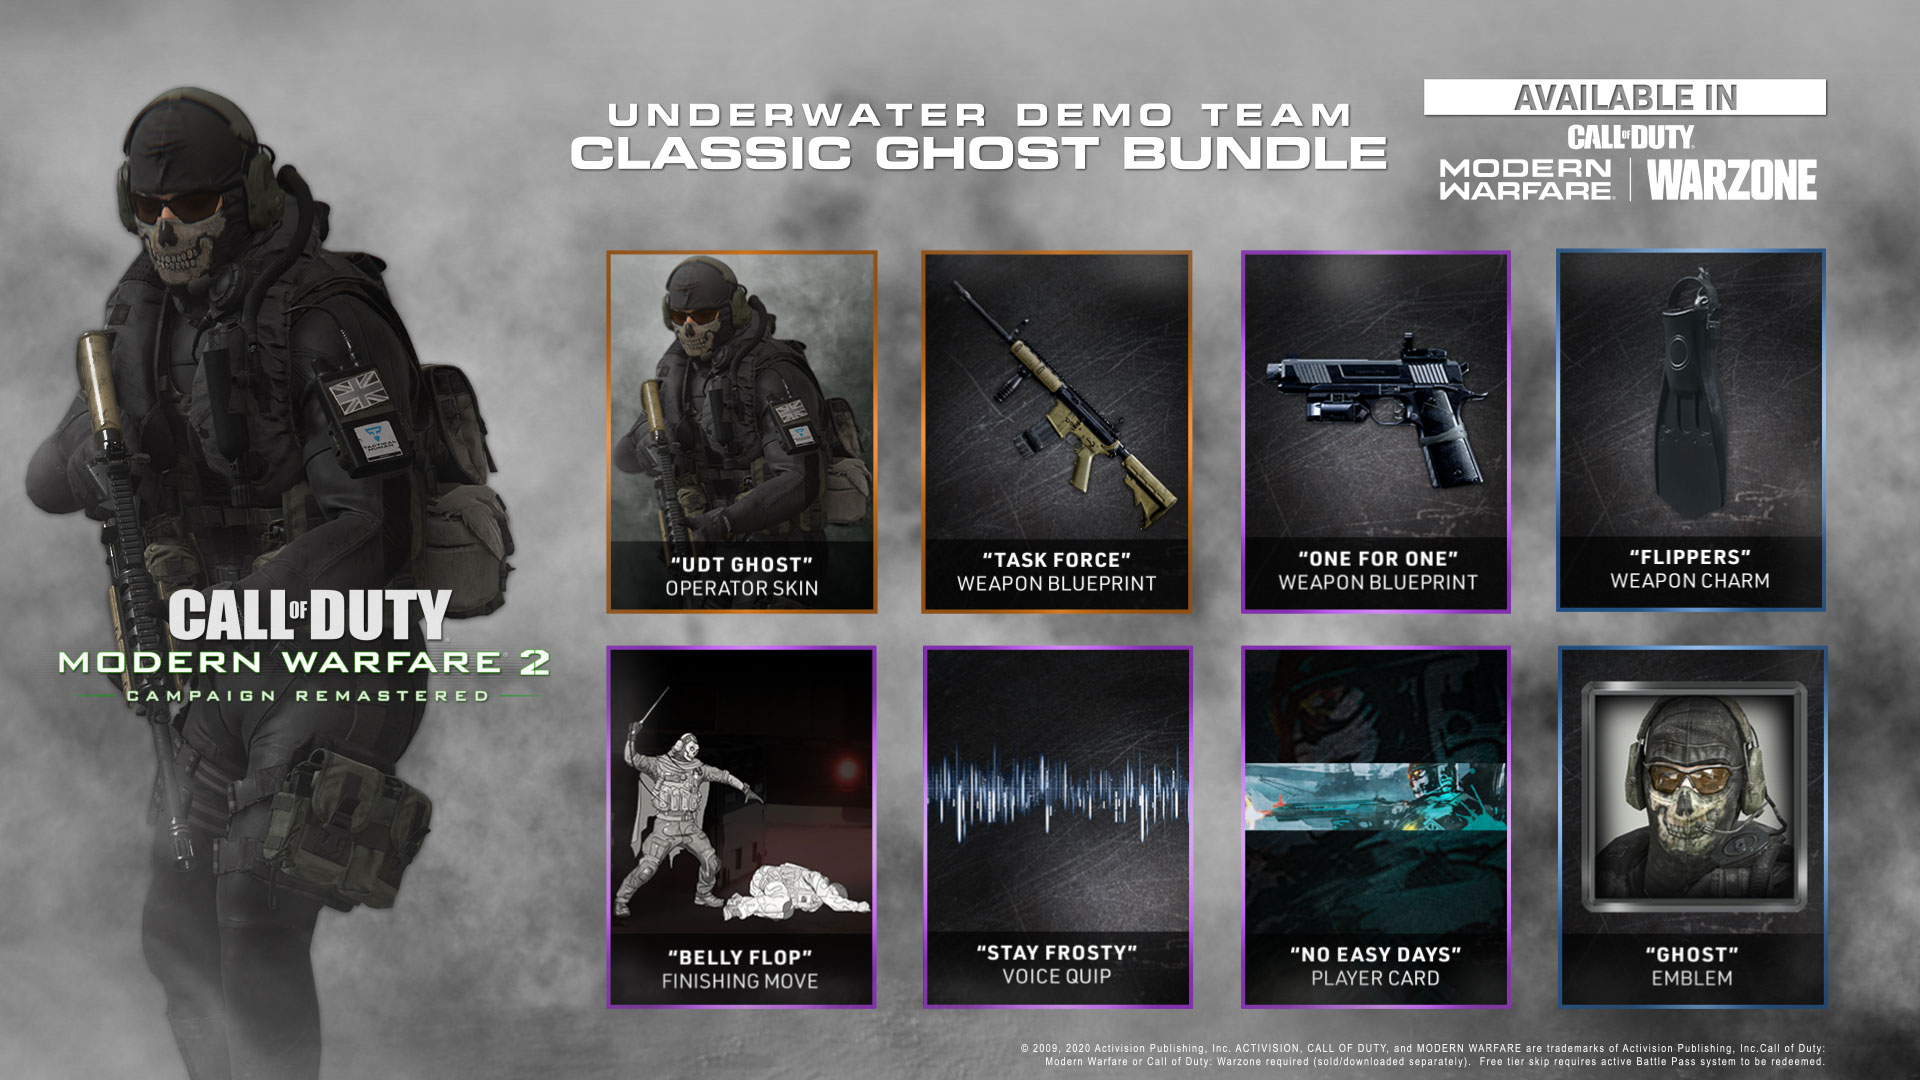 UNDERWATER DEMO TEAM
CLASSIC GHOST BUNDLE
AVAILABLE IN
CALL OF DUTY
MODERN WARFARE | WARZONE
TACTICAL HUMAN
CALL OF DUTY
MODERN WARFARE 2
CAMPAIGN REMASTERED
“UDT GHOST”
OPERATOR SKIN
“TASK FORCE”
WEAPON BLUEPRINT
“ONE FOR ONE”
WEAPON BLUEPRINT
“FLIPPERS”
WEAPON CHARM
“BELLY FLOP”
FINISHING MOVE
“STAY FROSTY”
VOICE QUIP
“NO EASY DAYS”
PLAYER CARD
“GHOST”
EMBLEM
© 2009, 2020 Activision Publishing, Inc. ACTIVISION, CALL OF DUTY, and MODERN WARFARE are trademarks of Activision Publishing, Inc.Call of Duty:
Modern Warfare or Call of Duty: Warzone required (sold/downloaded separately). Free tier skip requires active Battle Pass system to be redeemed.